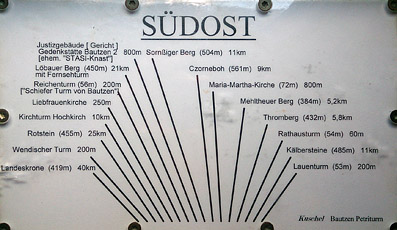 SÜDOST
Justizgebäude [ Gericht ]
Gedenkstätte Bautzen 2 800m
[ehem. "STASI-Knast"]
Sornßiger Berg (504m) 11km
Löbauer Berg (450m) 21km
mit Fernsehturm
Czorneboh (561m) 9km
Reichenturm (56m) 200m
["Schiefer Turm von Bautzen"]
Maria-Martha-Kirche (72m) 800m
Liebfrauenkirche 250m
Mehltheuer Berg (384m) 5,2km
Kirchturm Hochkirch 10km
Thromberg (432m) 5,8km
Rotstein (455m) 25km
Rathausturm (54m) 60m
Wendischer Turm 200m
Kälbersteine (485m) 11km
Landeskrone (419m) 40km
Lauenturm (53m) 200m
Kuschel Bautzen Petriturm